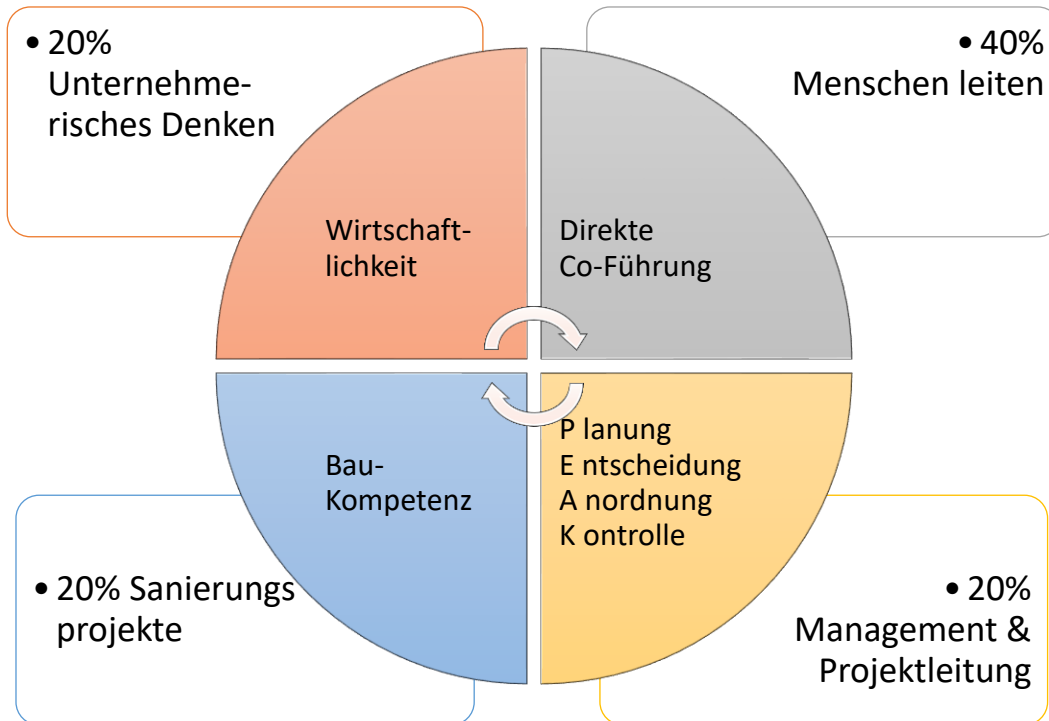 • 20%
Unternehme-
risches Denken
• 40%
Menschen leiten
Wirtschaft-
lichkeit
Direkte
Co-Führung
Bau-
Kompetenz
P lanung
E ntscheidung
A nordnung
K ontrolle
• 20% Sanierungs
projekte
• 20%
Management &
Projektleitung